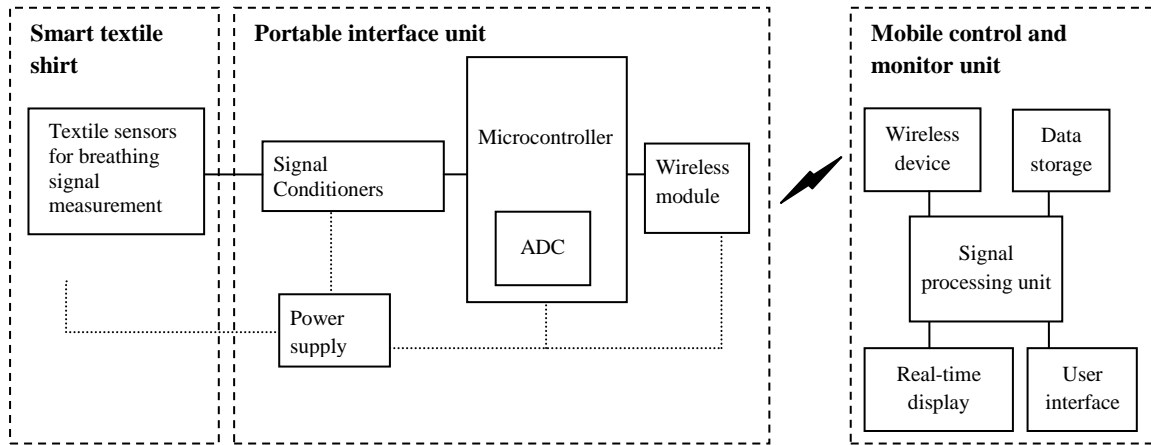 Smart textile
shirt
Textile sensors
for breathing
signal
measurement
Portable interface unit
Signal
Conditioners
Microcontroller
ADC
Wireless
module
Power
supply
Mobile control and
monitor unit
Wireless
device
Data
storage
Signal
processing unit
Real-time
display
User
interface